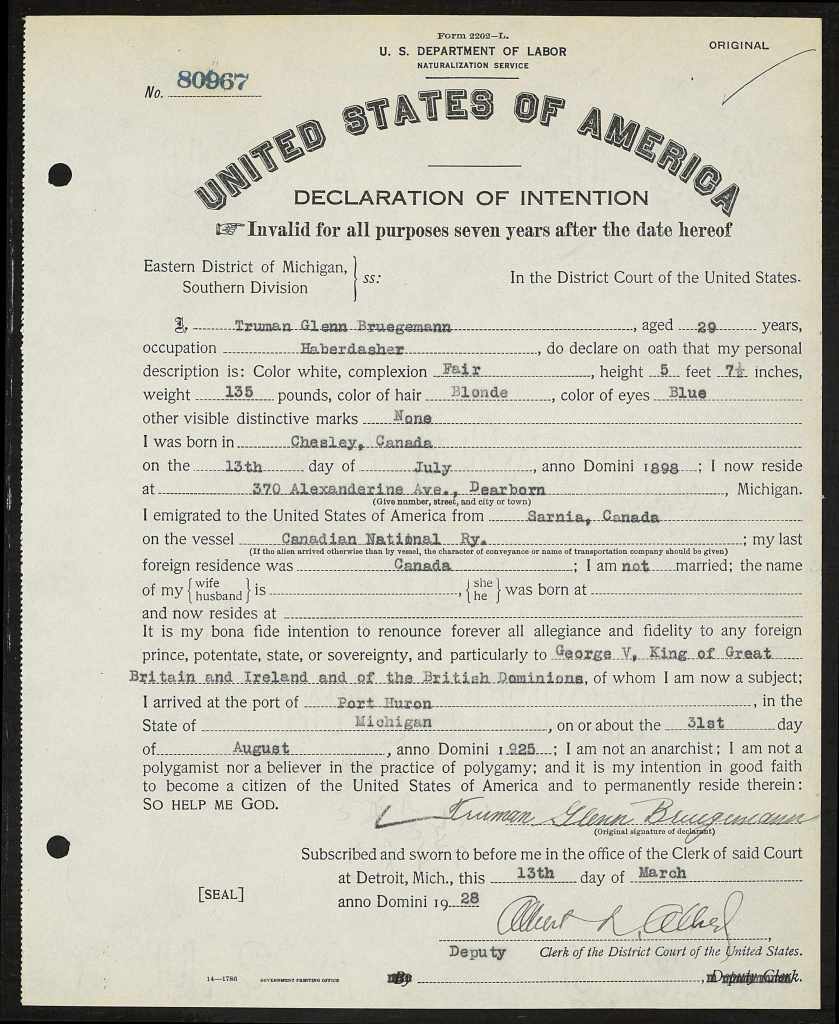 Form 2202—L.
U. S. DEPARTMENT OF LABOR
NATURALIZATION SERVICE
ORIGINAL
No. 80967
UNITED STATES OF AMERICA
DECLARATION OF INTENTION
☞ Invalid for all purposes seven years after the date hereof
Eastern District of Michigan,
Southern Division
} ss:
In the District Court of the United States.
I, Truman Glenn Bruegemann, aged 29 years,
occupation Haberdasher, do declare on oath that my personal
description is: Color white, complexion Fair, height 5 feet 7½ inches,
weight 135 pounds, color of hair Blonde, color of eyes Blue
other visible distinctive marks None
I was born in Chesley, Canada
on the 13th day of July, anno Domini 1898; I now reside
at 370 Alexanderine Ave., Dearborn, Michigan.
(Give number, street, and city or town)
I emigrated to the United States of America from Sarnia, Canada
on the vessel Canadian National Ry.; my last
(If the alien arrived otherwise than by vessel, the character of conveyance or name of transportation company should be given)
foreign residence was Canada; I am not married; the name
of my {wife husband} is , {she he} was born at
and now resides at
It is my bona fide intention to renounce forever all allegiance and fidelity to any foreign
prince, potentate, state, or sovereignty, and particularly to George V, King of Great
Britain and Ireland and of the British Dominions, of whom I am now a subject;
I arrived at the port of Port Huron, in the
State of Michigan, on or about the 31st day
of August, anno Domini 1925; I am not an anarchist; I am not a
polygamist nor a believer in the practice of polygamy; and it is my intention in good faith
to become a citizen of the United States of America and to permanently reside therein:
SO HELP ME GOD.
Truman Glenn Bruegemann
(Original signature of declarant)
Subscribed and sworn to before me in the office of the Clerk of said Court
at Detroit, Mich., this 13th day of March
[SEAL]
anno Domini 1928
Deputy Clerk of the District Court of the United States.
14—1786 GOVERNMENT PRINTING OFFICE
By , Deputy Clerk.